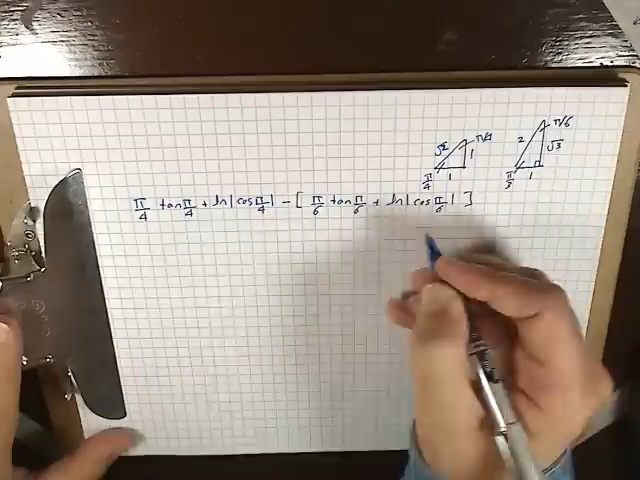 √2 π/4 1 π/4 1
2 π/6 √3 π/3 1
π/4 tan π/4 + ln|cos π/4| - [ π/6 tan π/6 + ln|cos π/6| ]